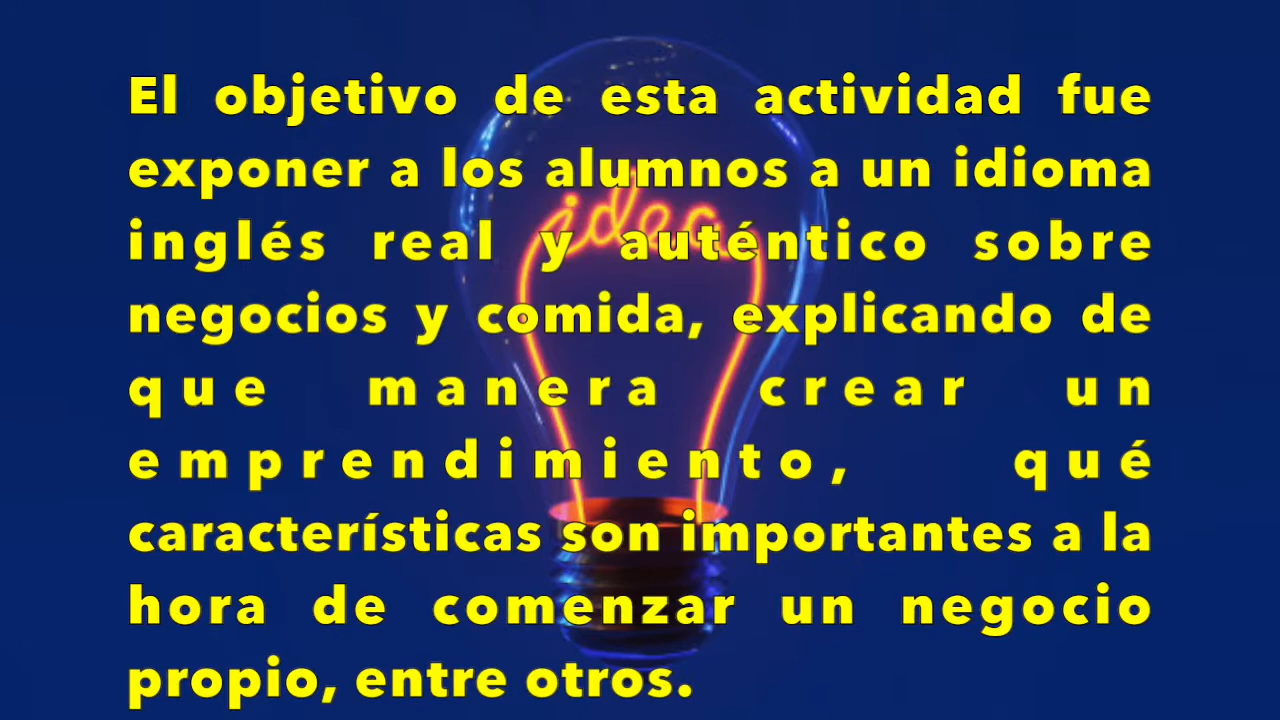 El objetivo de esta actividad fue
exponer a los alumnos a un idioma
inglés real y auténtico sobre
negocios y comida, explicando de
que manera crear un
emprendimiento, qué
características son importantes a la
hora de comenzar un negocio
propio, entre otros.
idea